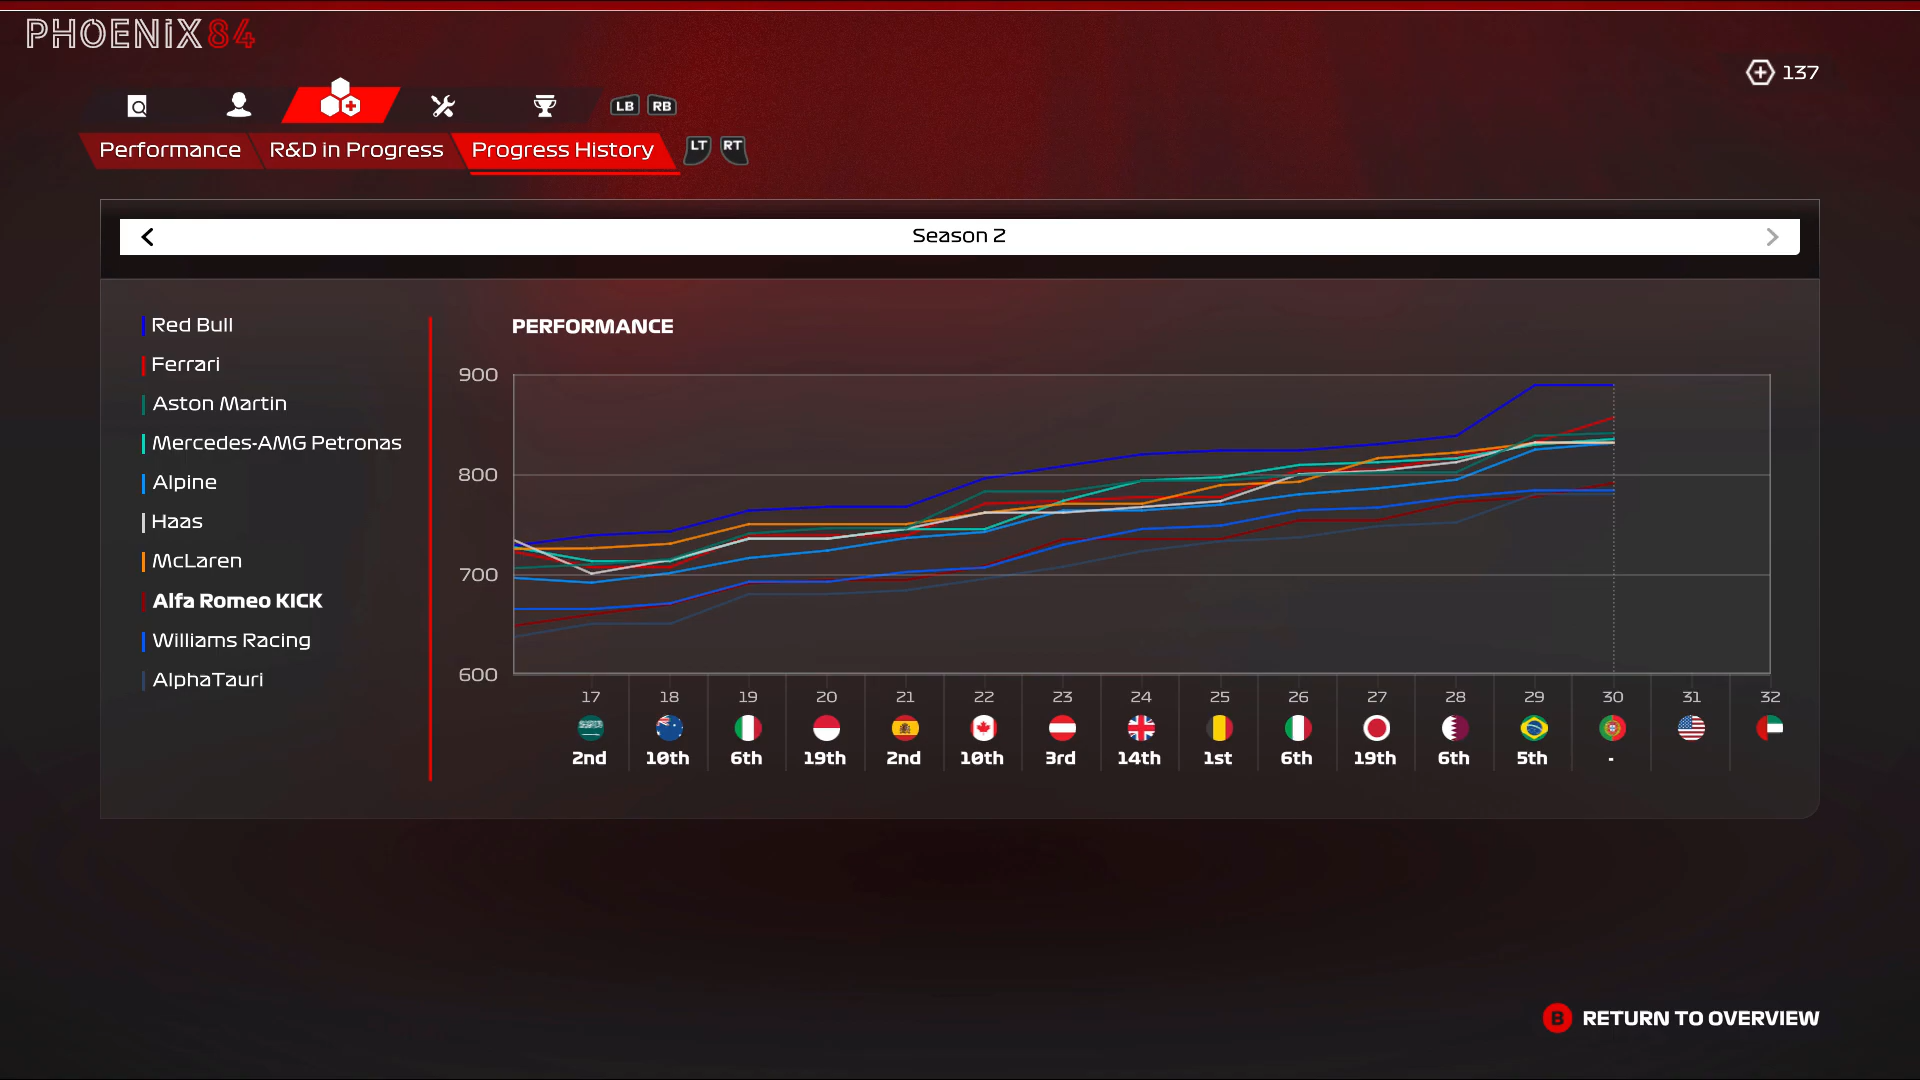 PHOENiX84
137
LB RB
Performance R&D in Progress Progress History LT RT
Season 2
Red Bull
Ferrari
Aston Martin
Mercedes-AMG Petronas
Alpine
Haas
McLaren
Alfa Romeo KICK
Williams Racing
AlphaTauri
PERFORMANCE
900
800
700
600
17 18 19 20 21 22 23 24 25 26 27 28 29 30 31 32
2nd 10th 6th 19th 2nd 10th 3rd 14th 1st 6th 19th 6th 5th -
B RETURN TO OVERVIEW